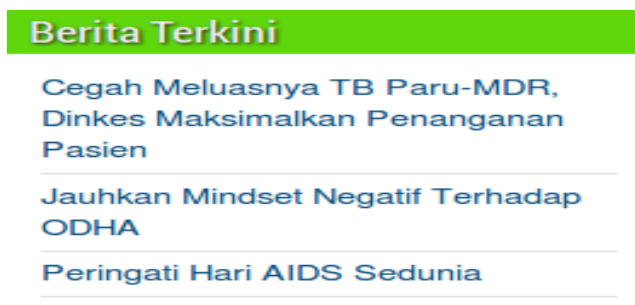 Berita Terkini
Cegah Meluasnya TB Paru-MDR,
Dinkes Maksimalkan Penanganan
Pasien
Jauhkan Mindset Negatif Terhadap
ODHA
Peringati Hari AIDS Sedunia